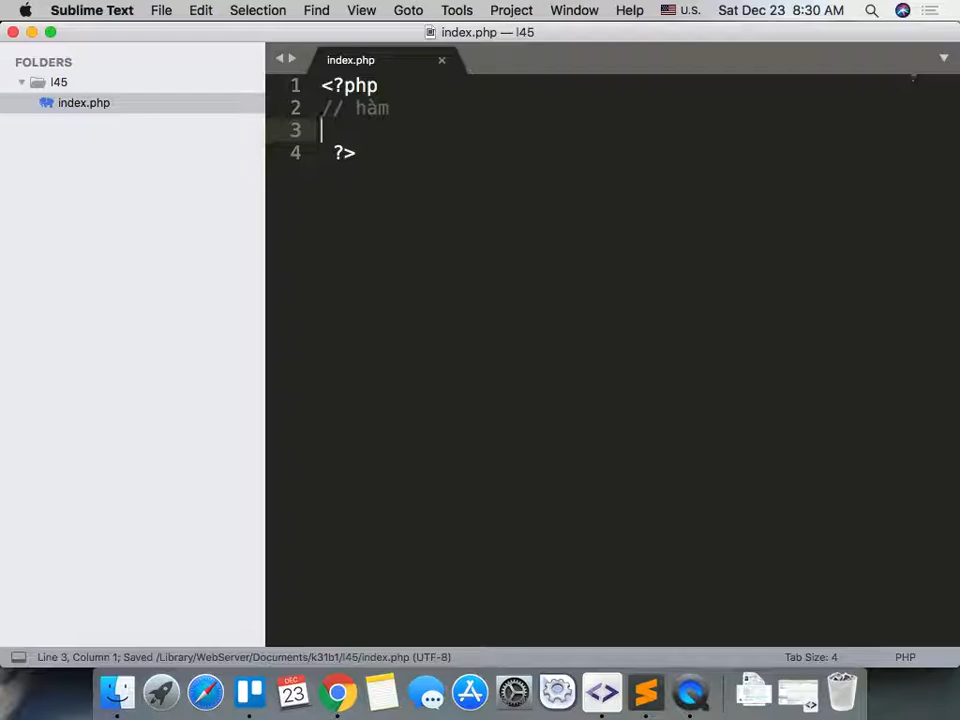 Sublime Text File Edit Selection Find View Goto Tools Project Window Help U.S. Sat Dec 23 8:30 AM
index.php — l45
FOLDERS
l45
index.php
index.php
1 <?php
2 // hàm
3
4 ?>
Line 3, Column 1; Saved /Library/WebServer/Documents/k31b1/l45/index.php (UTF-8) Tab Size: 4 PHP
DEC
23